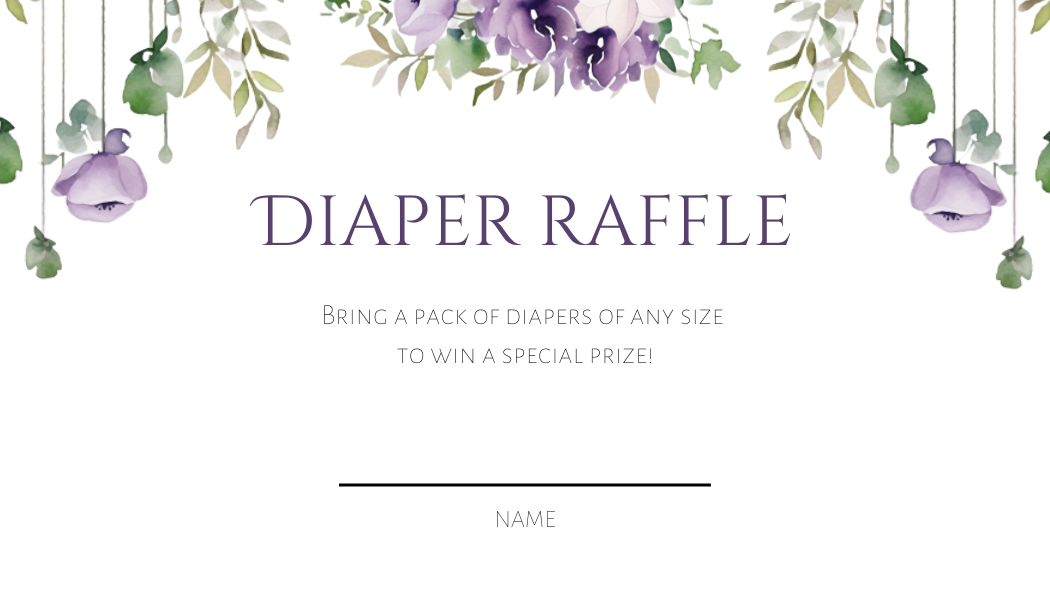 Diaper raffle
Bring a pack of diapers of any size
to win a special prize!
NAME